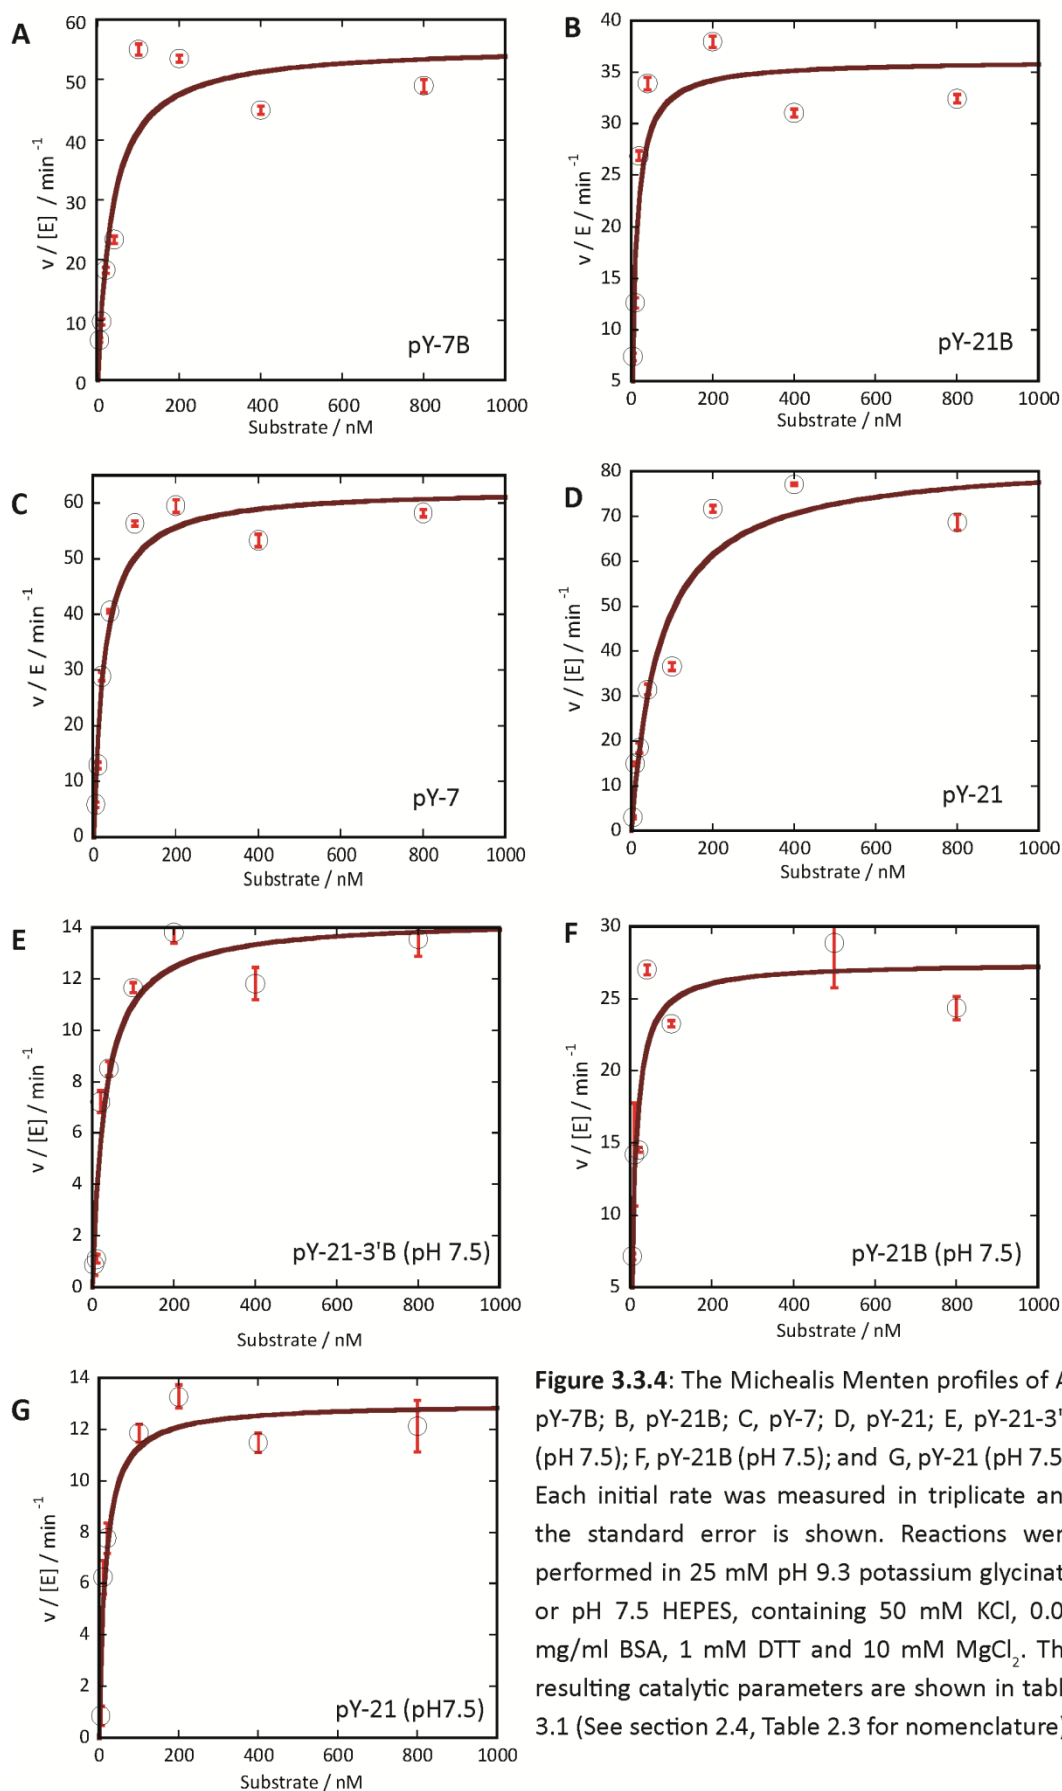 A
60
50
40
30
20
10
0
v / [E] / min⁻¹
pY-7B
0 200 400 600 800 1000
Substrate / nM
B
40
35
30
25
20
15
10
5
v / E / min⁻¹
pY-21B
0 200 400 600 800 1000
Substrate / nM
C
60
50
40
30
20
10
0
v / E / min⁻¹
pY-7
0 200 400 600 800 1000
Substrate / nM
D
80
70
60
50
40
30
20
10
0
v / [E] / min⁻¹
pY-21
0 200 400 600 800 1000
Substrate / nM
E
14
12
10
8
6
4
2
0
v / [E] / min⁻¹
pY-21-3'B (pH 7.5)
0 200 400 600 800 1000
Substrate / nM
F
30
25
20
15
10
5
v / [E] / min⁻¹
pY-21B (pH 7.5)
0 200 400 600 800 1000
Substrate / nM
G
14
12
10
8
6
4
2
0
v / [E] / min⁻¹
pY-21 (pH7.5)
0 200 400 600 800 1000
Substrate / nM
Figure 3.3.4: The Michealis Menten profiles of A
pY-7B; B, pY-21B; C, pY-7; D, pY-21; E, pY-21-3'
(pH 7.5); F, pY-21B (pH 7.5); and G, pY-21 (pH 7.5
Each initial rate was measured in triplicate an
the standard error is shown. Reactions wer
performed in 25 mM pH 9.3 potassium glycinat
or pH 7.5 HEPES, containing 50 mM KCl, 0.0
mg/ml BSA, 1 mM DTT and 10 mM MgCl₂. Th
resulting catalytic parameters are shown in tabl
3.1 (See section 2.4, Table 2.3 for nomenclature)